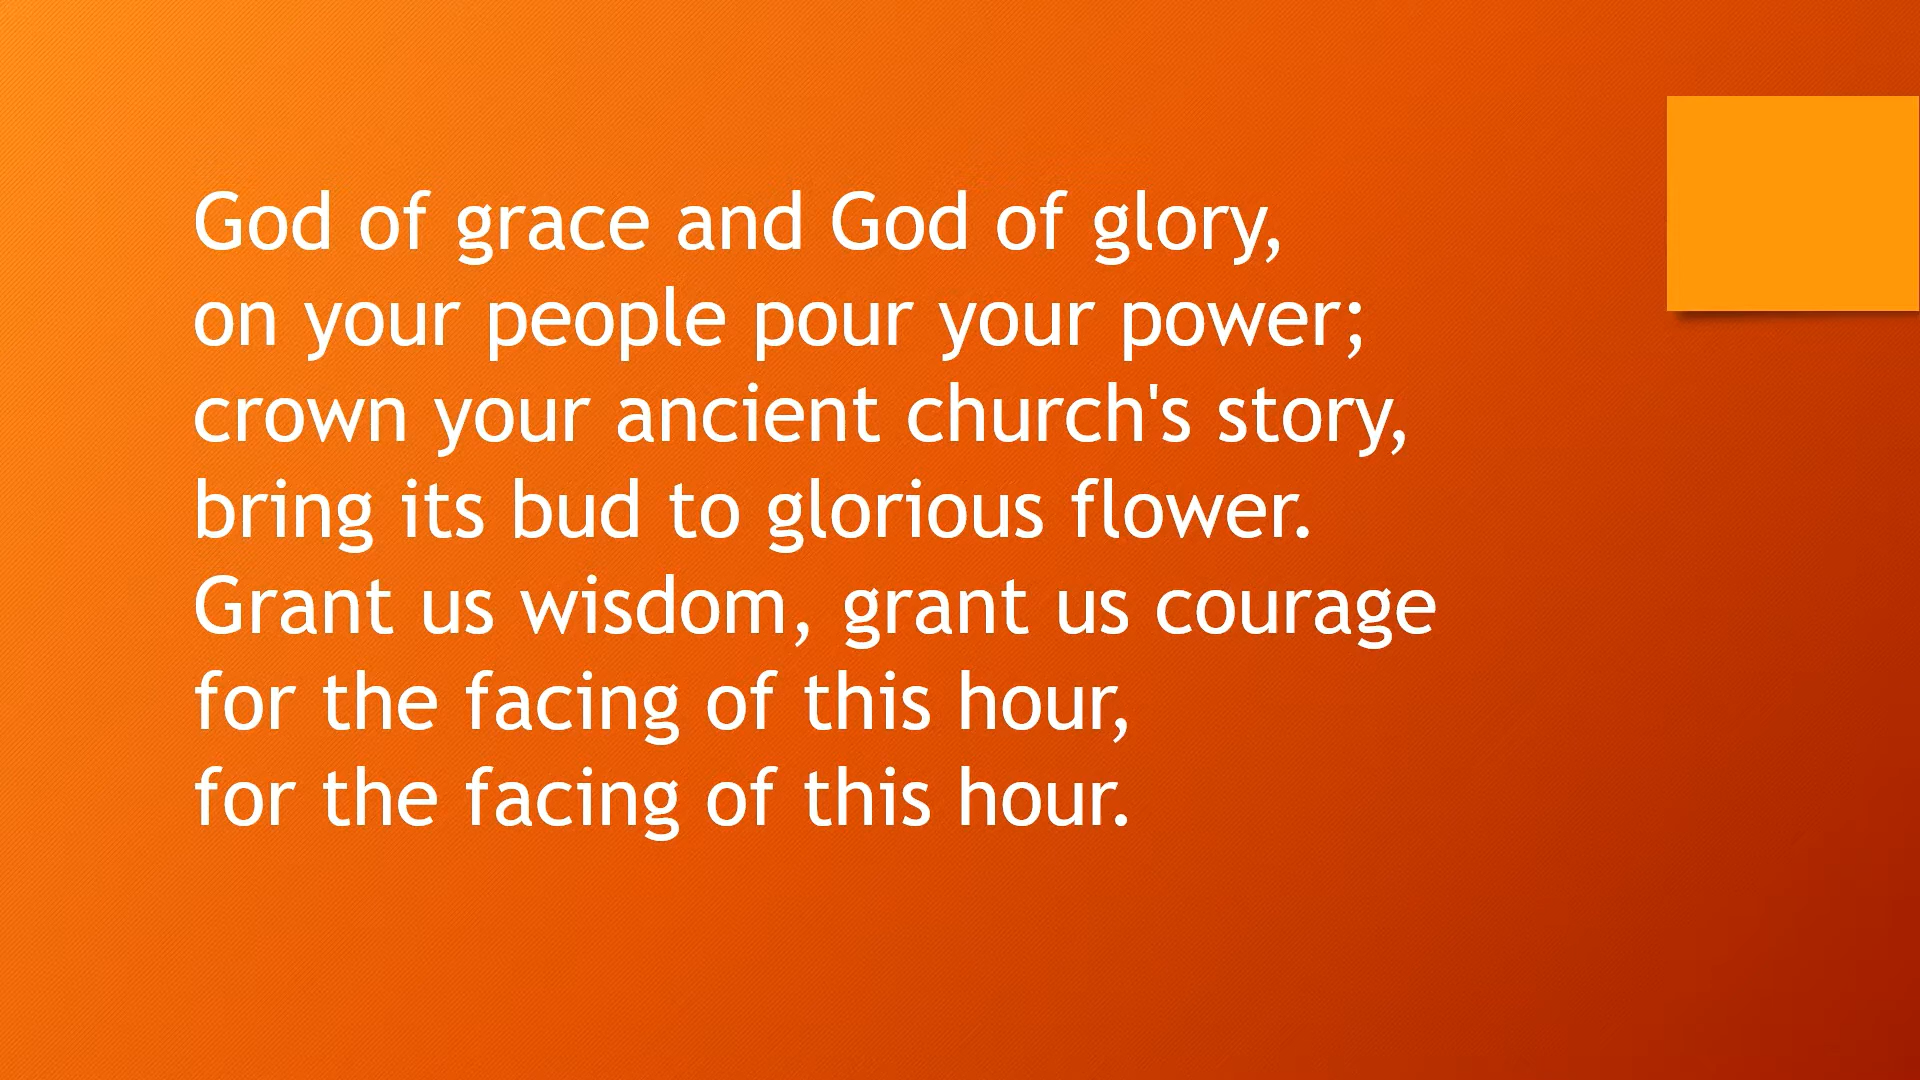 God of grace and God of glory,
on your people pour your power;
crown your ancient church's story,
bring its bud to glorious flower.
Grant us wisdom, grant us courage
for the facing of this hour,
for the facing of this hour.